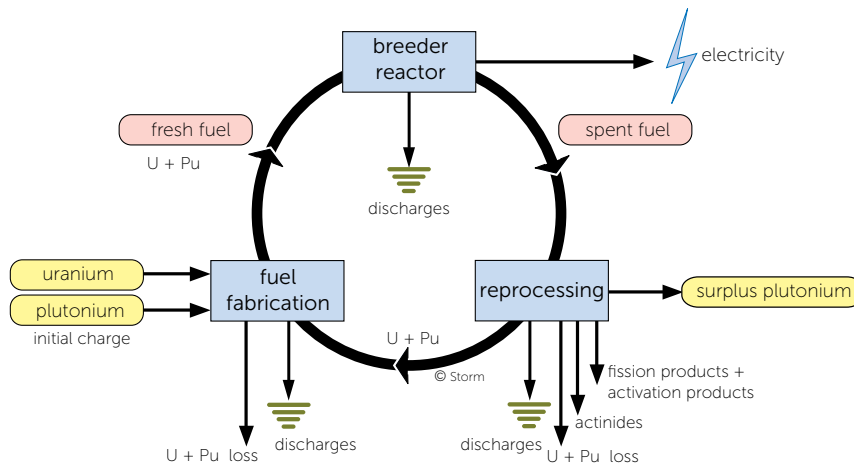 breeder
reactor
electricity
fresh fuel
U + Pu
spent fuel
discharges
uranium
plutonium
initial charge
fuel
fabrication
reprocessing
surplus plutonium
U + Pu
© Storm
fission products +
activation products
actinides
discharges
U + Pu loss
discharges
U + Pu loss